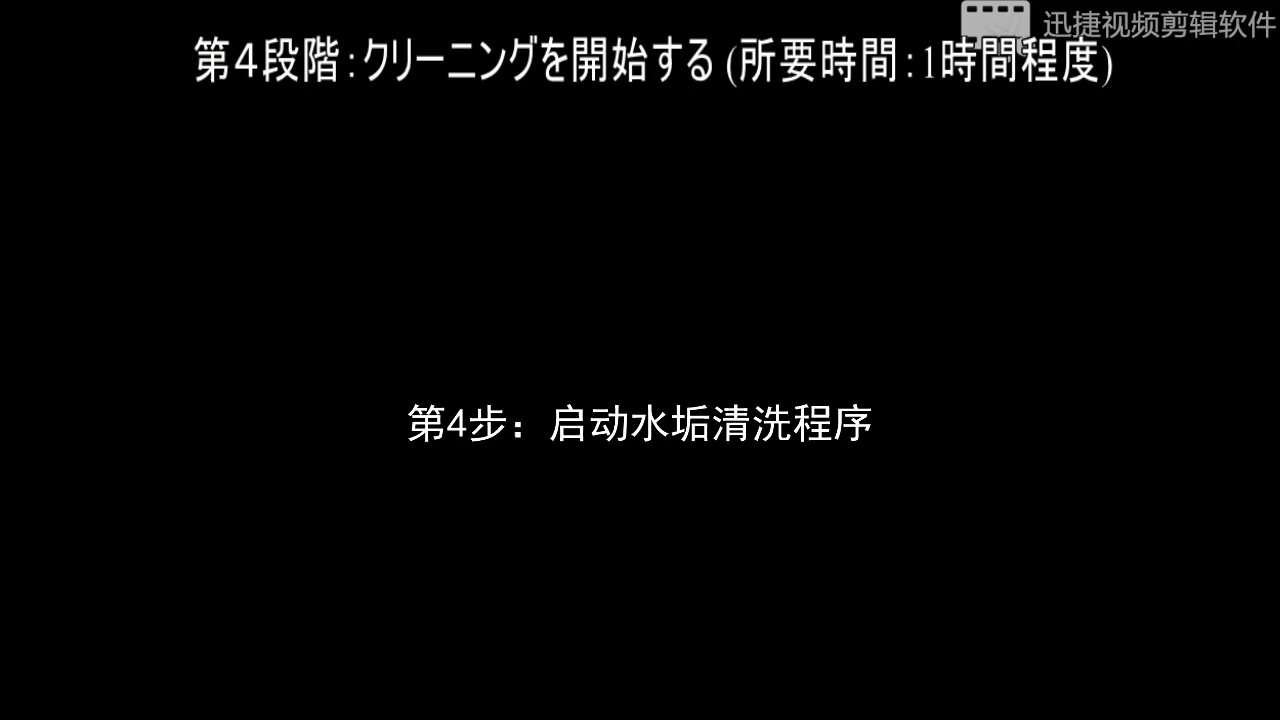 迅捷视频剪辑软件
第4段階:クリーニングを開始する(所要時間:1時間程度)
第4步：启动水垢清洗程序